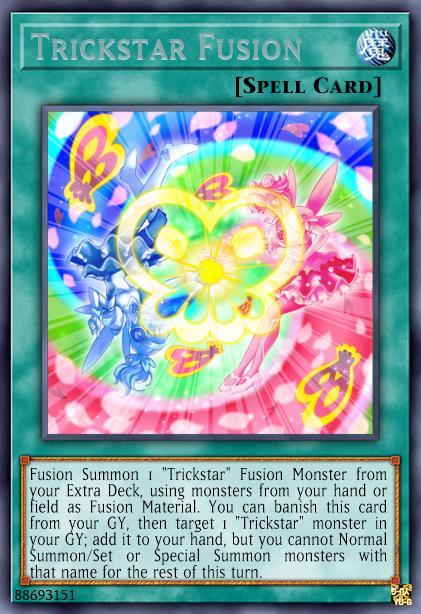 Trickstar Fusion
魔
[Spell Card]
Fusion Summon 1 "Trickstar" Fusion Monster from
your Extra Deck, using monsters from your hand or
field as Fusion Material. You can banish this card
from your GY, then target 1 "Trickstar" monster in
your GY; add it to your hand, but you cannot Normal
Summon/Set or Special Summon monsters with
that name for the rest of this turn.
88693151